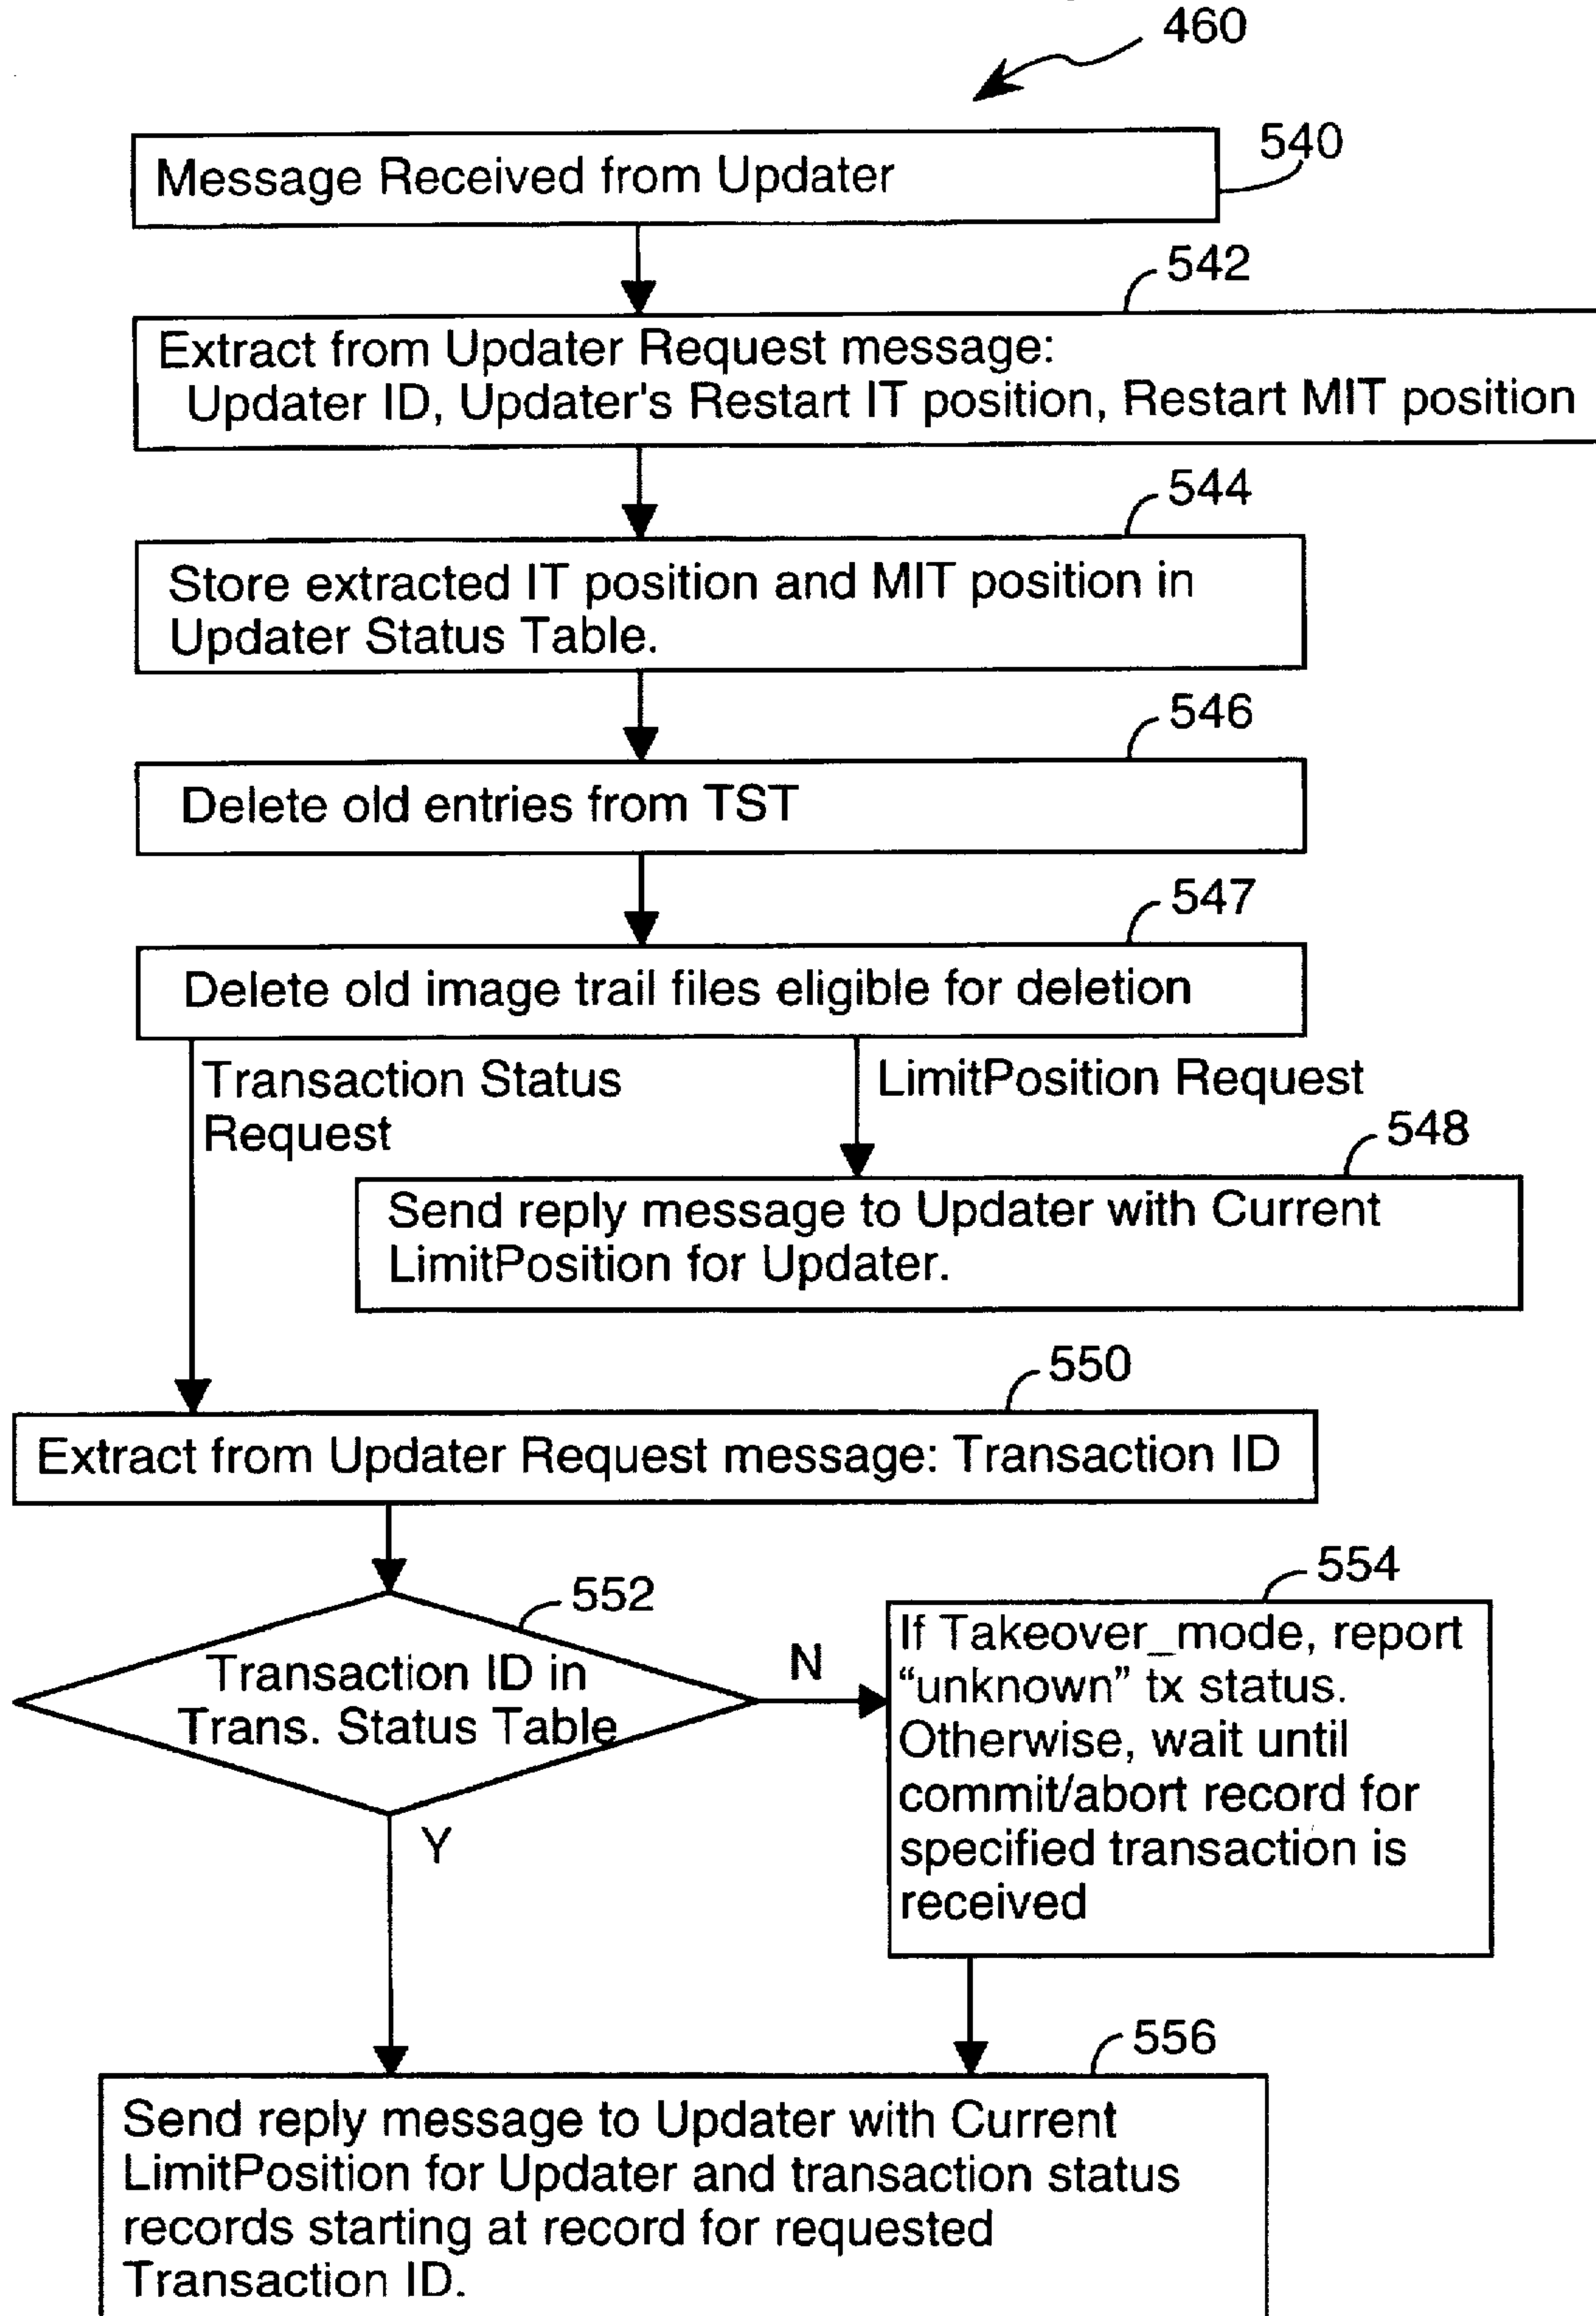 460
Message Received from Updater
540
542
Extract from Updater Request message:
Updater ID, Updater's Restart IT position, Restart MIT position
544
Store extracted IT position and MIT position in
Updater Status Table.
546
Delete old entries from TST
547
Delete old image trail files eligible for deletion
Transaction Status
Request
LimitPosition Request
548
Send reply message to Updater with Current
LimitPosition for Updater.
550
Extract from Updater Request message: Transaction ID
552
Transaction ID in
Trans. Status Table
N
Y
554
If Takeover_mode, report
“unknown” tx status.
Otherwise, wait until
commit/abort record for
specified transaction is
received
556
Send reply message to Updater with Current
LimitPosition for Updater and transaction status
records starting at record for requested
Transaction ID.